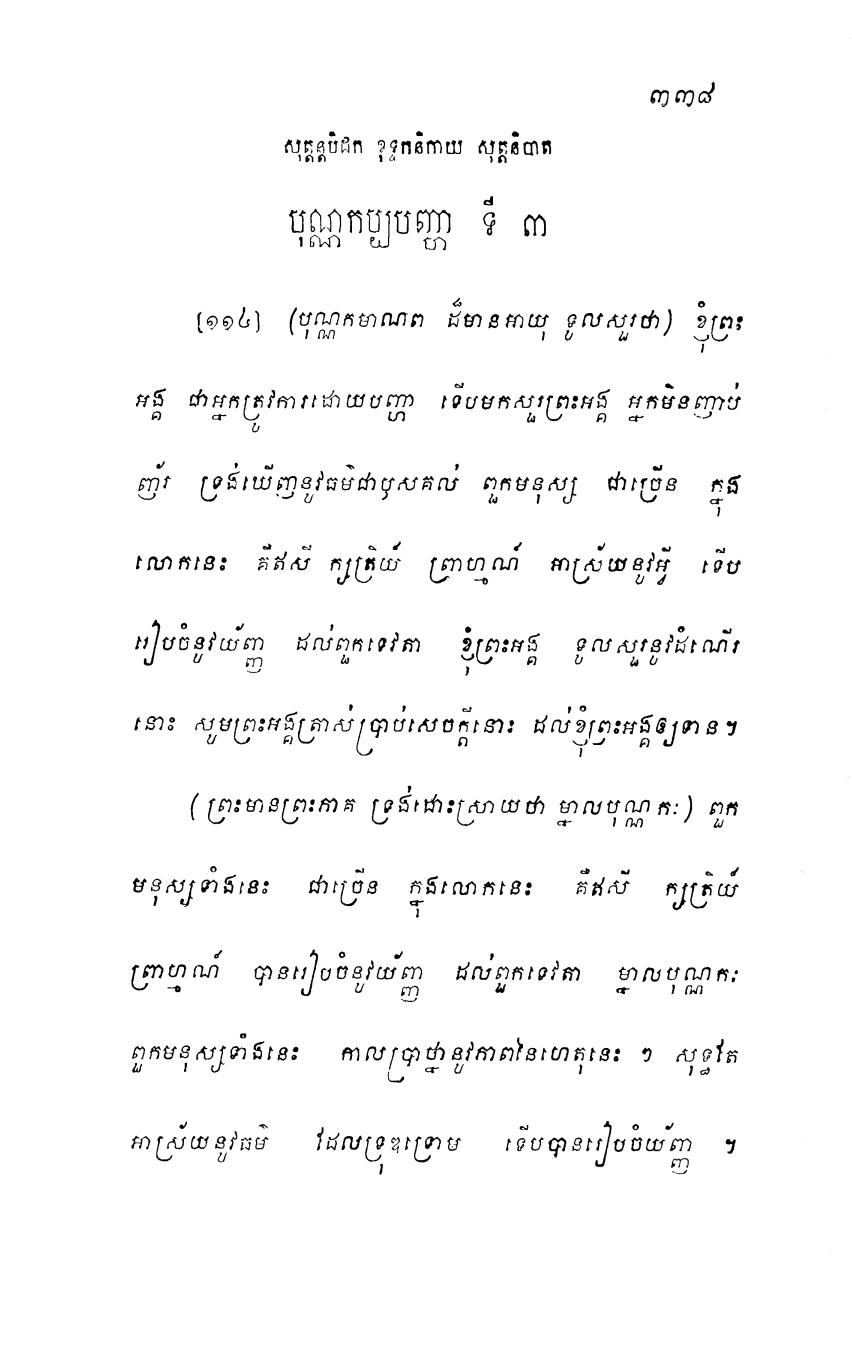 ៣៣៨
សុត្តន្តបិដក ខុទ្ទកនិកាយ សុត្តនិបាត
បុណ្ណកប្បញ្ហា ទី ៣
[១១៤] (បុណ្ណកមាណព ដ៏មានអាយុ ទូលសួរថា) ខ្ញុំព្រះ
អង្គ ជាអ្នកត្រូវការដោយបញ្ហា ទើបមកសួរព្រះអង្គ អ្នកមិនញាប់
ញ័រ ទ្រង់ឃើញនូវធម៌ជាឫសគល់ ពួកមនុស្ស ជាច្រើន ក្នុង
លោកនេះ គឺឥសី ក្សត្រិយ៍ ព្រាហ្មណ៍ អាស្រ័យនូវអ្វី ទើប
រៀបចំនូវយ័ញ្ញ ដល់ពួកទេវតា ខ្ញុំព្រះអង្គ ទូលសួរនូវដំណើរ
នោះ សូមព្រះអង្គត្រាស់ប្រាប់សេចក្តីនោះ ដល់ខ្ញុំព្រះអង្គឲ្យទាន។
(ព្រះមានព្រះភាគ ទ្រង់ដោះស្រាយថា ម្នាលបុណ្ណកៈ) ពួក
មនុស្សទាំងនេះ ជាច្រើន ក្នុងលោកនេះ គឺឥសី ក្សត្រិយ៍
ព្រាហ្មណ៍ បានរៀបចំនូវយ័ញ្ញ ដល់ពួកទេវតា ម្នាលបុណ្ណកៈ
ពួកមនុស្សទាំងនេះ កាលប្រាថ្នានូវភាពនៃហេតុនេះ ៗ សុទ្ធតែ
អាស្រ័យនូវធម៌ ដែលទ្រុឌទ្រោម ទើបបានរៀបចំយ័ញ្ញ ។